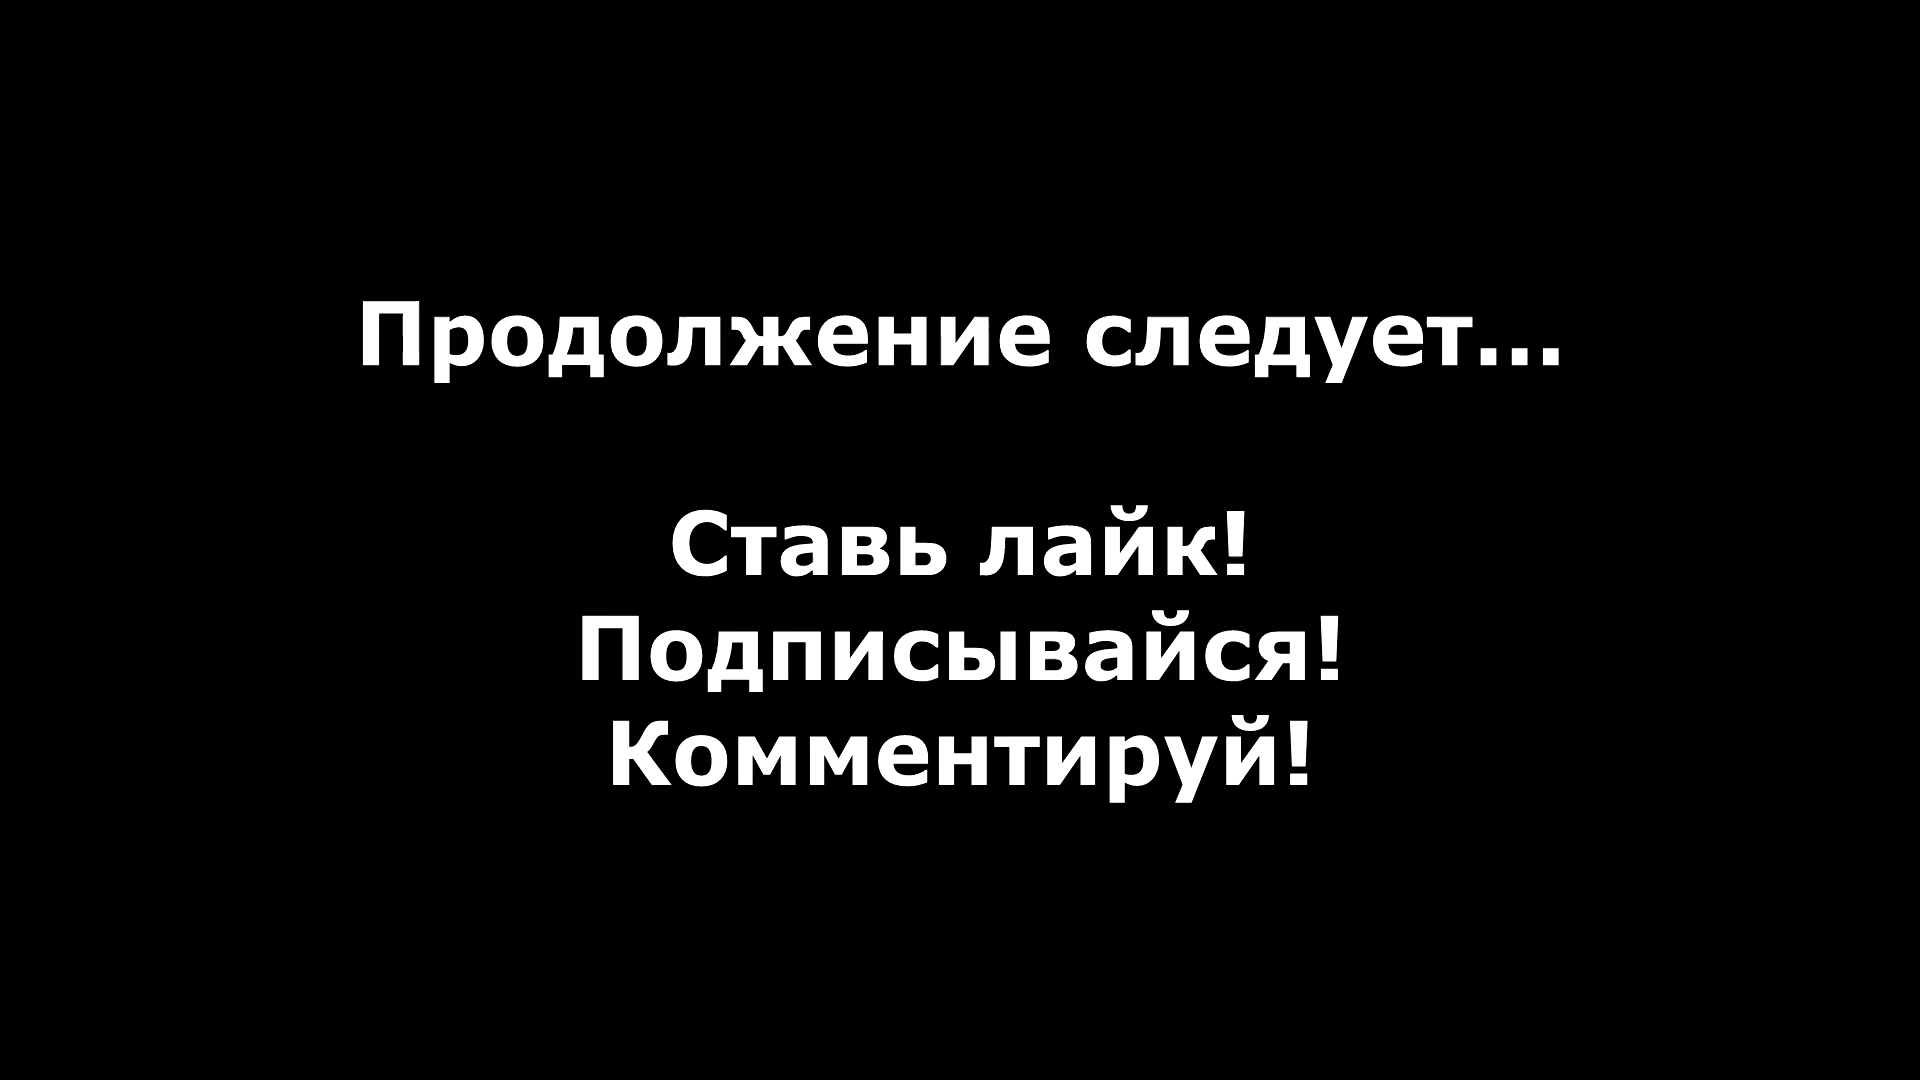 Продолжение следует...
Ставь лайк!
Подписывайся!
Комментируй!